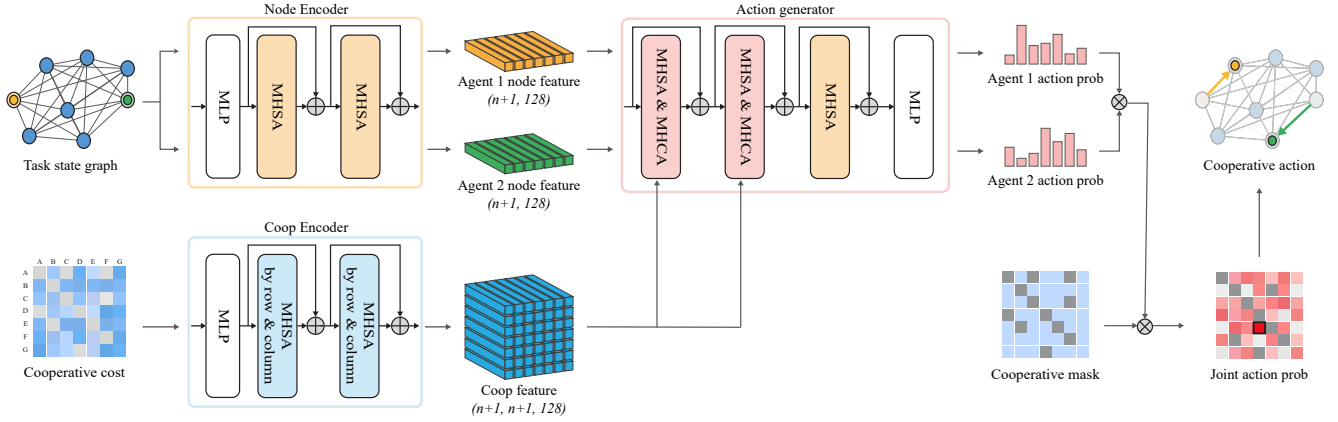 Node Encoder
MLP
MHSA
MHSA
Task state graph
Agent 1 node feature
(n+1, 128)
Agent 2 node feature
(n+1, 128)
Action generator
MHSA & MHCA
MHSA & MHCA
MHSA
MLP
Agent 1 action prob
Agent 2 action prob
Cooperative action
Coop Encoder
A B C D E F G
A
B
C
D
E
F
G
Cooperative cost
MLP
MHSA
by row & column
MHSA
by row & column
Coop feature
(n+1, n+1, 128)
Cooperative mask
Joint action prob